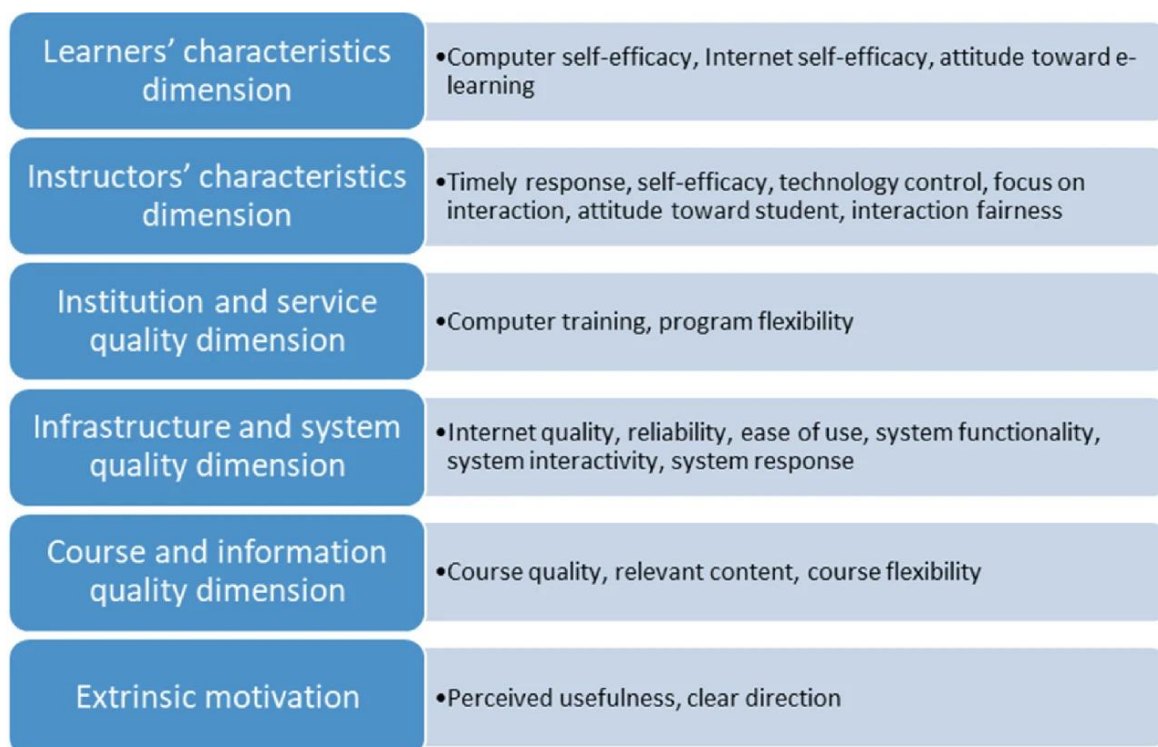 Learners' characteristics
dimension
•Computer self-efficacy, Internet self-efficacy, attitude toward e-
learning
Instructors' characteristics
dimension
•Timely response, self-efficacy, technology control, focus on
interaction, attitude toward student, interaction fairness
Institution and service
quality dimension
•Computer training, program flexibility
Infrastructure and system
quality dimension
•Internet quality, reliability, ease of use, system functionality,
system interactivity, system response
Course and information
quality dimension
•Course quality, relevant content, course flexibility
Extrinsic motivation
•Perceived usefulness, clear direction